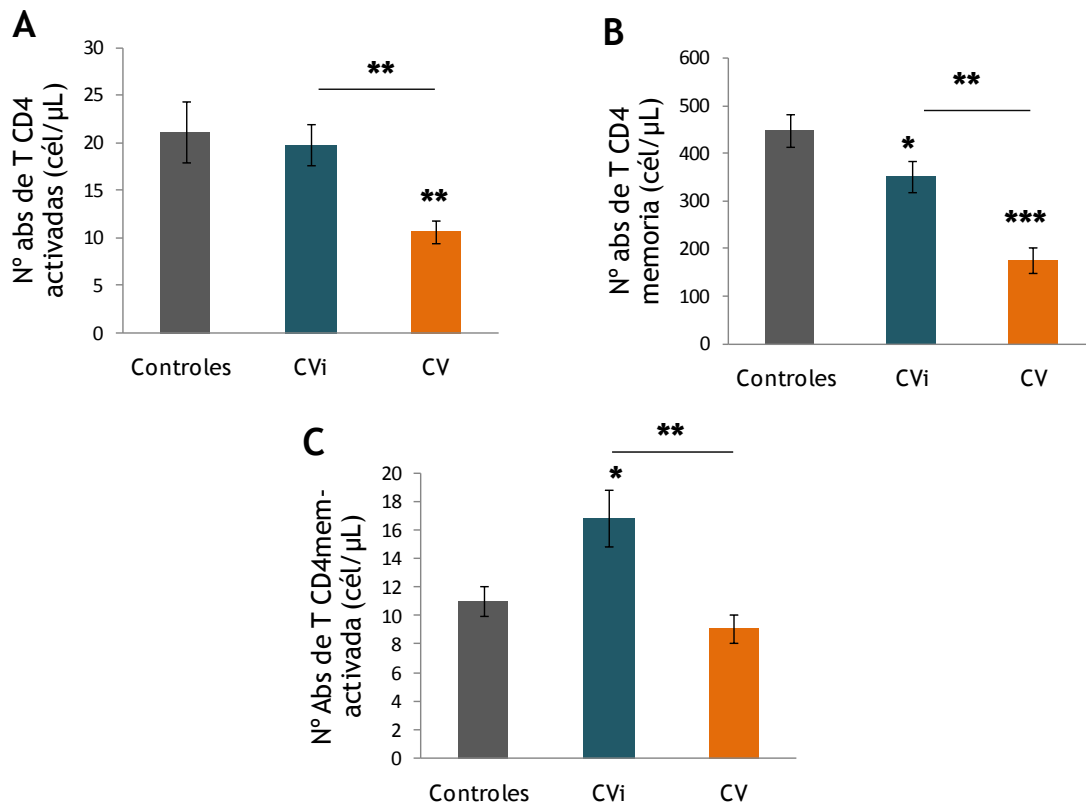 A
Nº abs de T CD4
activadas (cél/µL)
30
25
20
15
10
5
0
**
**
Controles
CVi
CV
B
Nº abs de T CD4
memoria (cél/µL)
600
500
400
300
200
100
0
**
*
***
Controles
CVi
CV
C
Nº Abs de T CD4mem-
activada (cél/µL)
20
18
16
14
12
10
8
6
4
2
0
**
*
Controles
CVi
CV